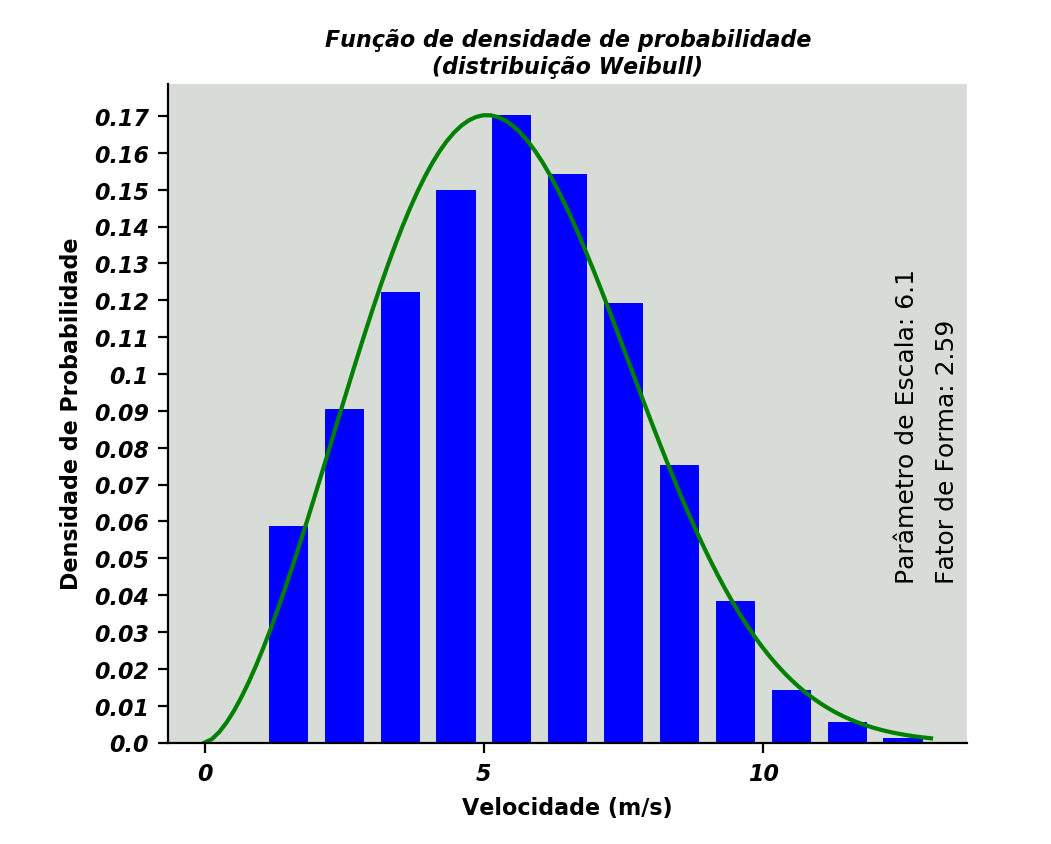 Função de densidade de probabilidade
(distribuição Weibull)
Densidade de Probabilidade
0.17
0.16
0.15
0.14
0.13
0.12
0.11
0.1
0.09
0.08
0.07
0.06
0.05
0.04
0.03
0.02
0.01
0.0
Parâmetro de Escala: 6.1
Fator de Forma: 2.59
0 5 10
Velocidade (m/s)